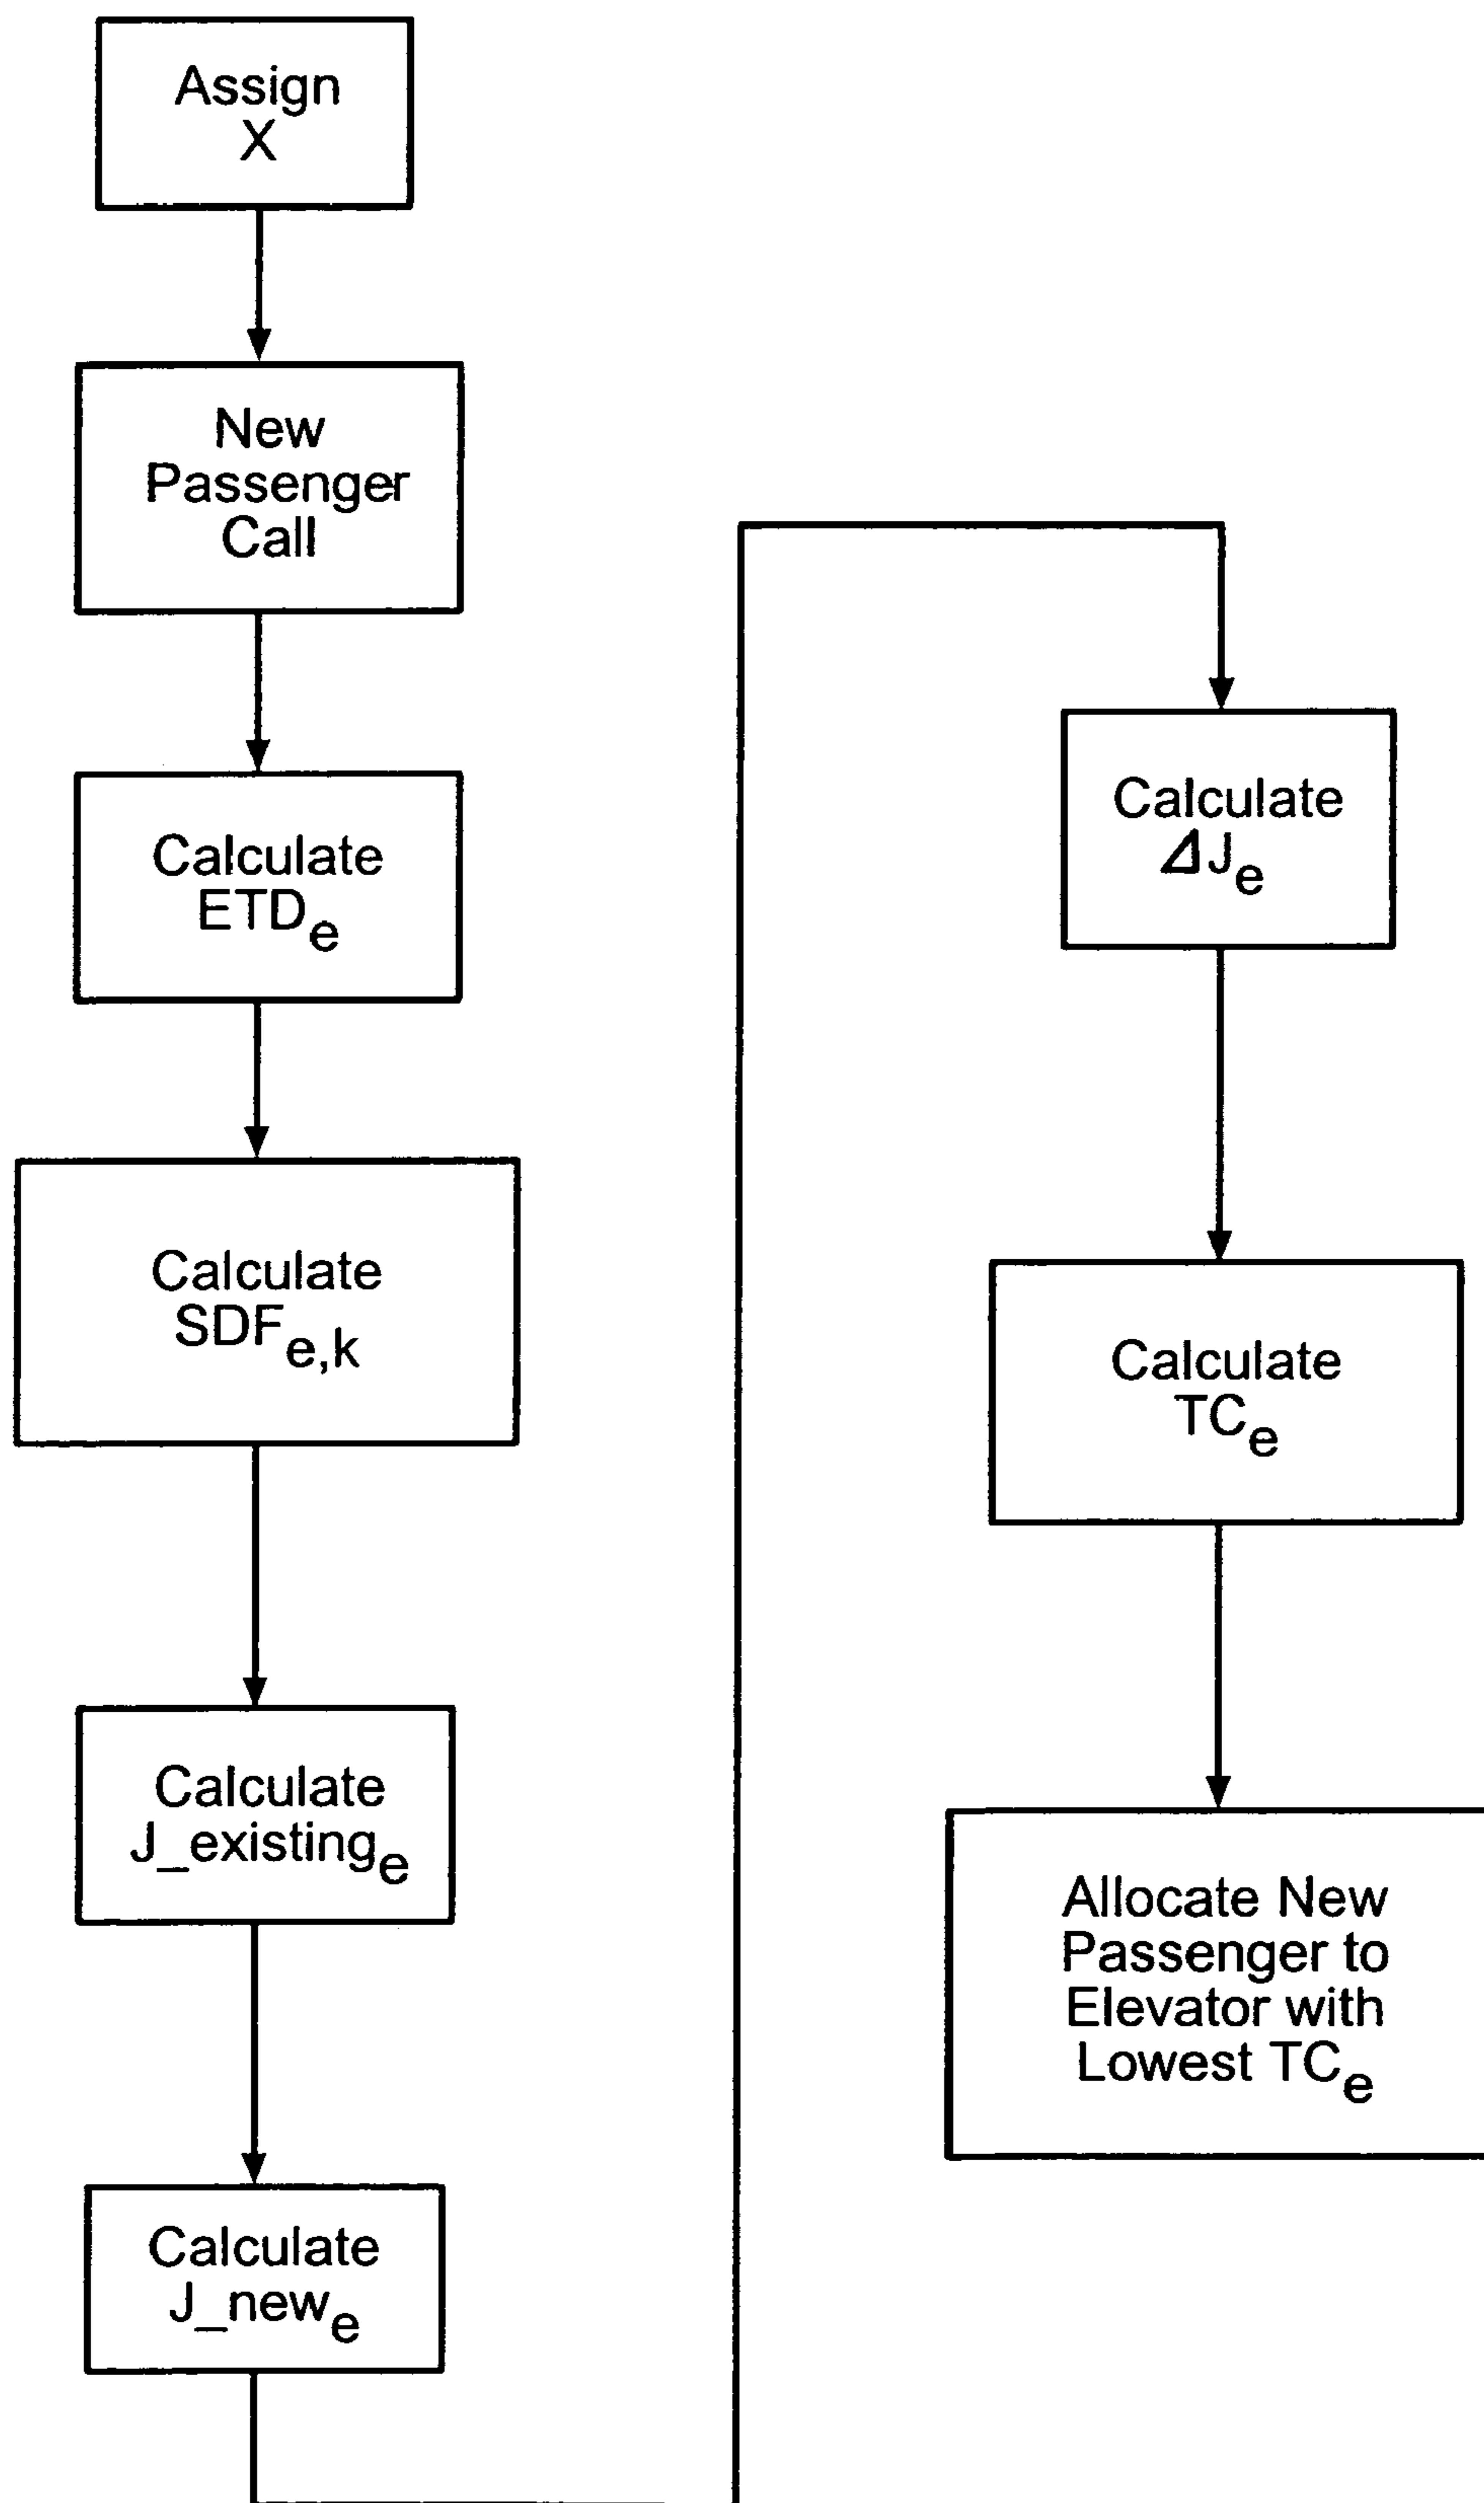 Assign
X
New
Passenger
Call
Calculate
ETDe
Calculate
SDFe,k
Calculate
J_existinge
Calculate
J_newe
Calculate
ΔJe
Calculate
TCe
Allocate New
Passenger to
Elevator with
Lowest TCe